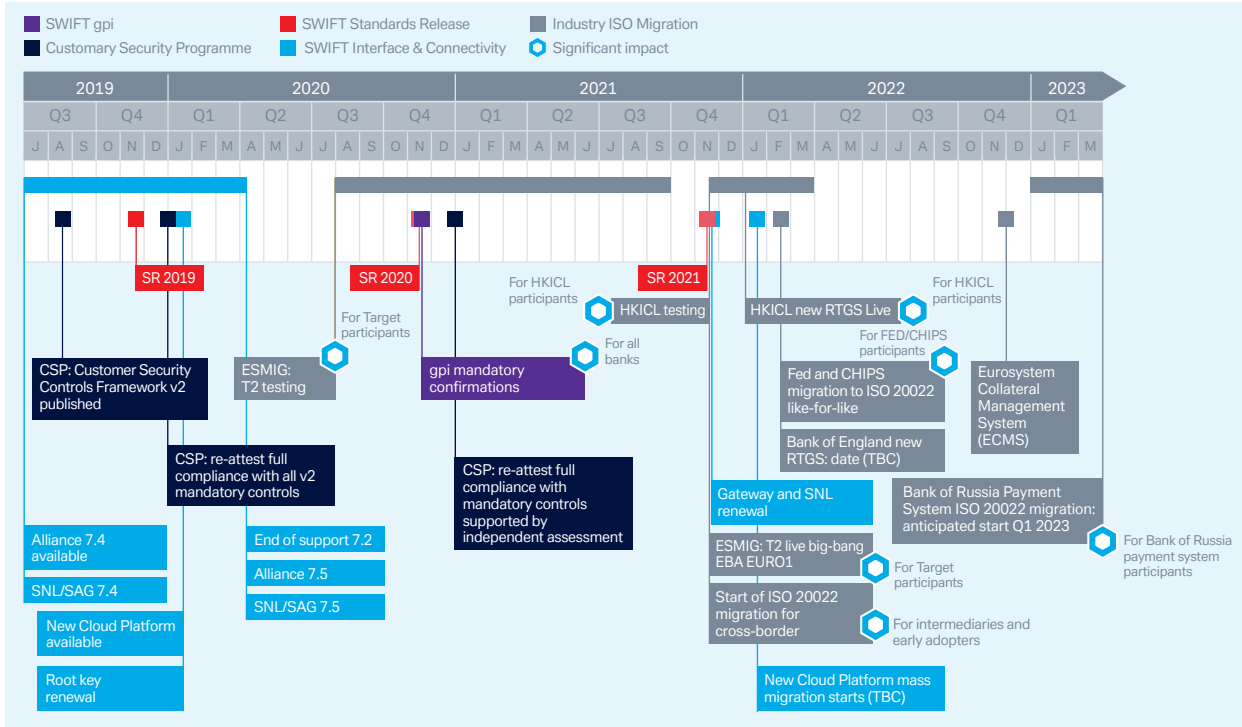 SWIFT gpi
SWIFT Standards Release
Industry ISO Migration
Customary Security Programme
SWIFT Interface & Connectivity
Significant impact
2019
2020
2021
2022
2023
Q3
Q4
Q1
Q2
Q3
Q4
Q1
Q2
Q3
Q4
Q1
Q2
Q3
Q4
Q1
J A S O N D J F M A M J J A S O N D J F M A M J J A S O N D J F M A M J J A S O N D J F M
SR 2019
SR 2020
SR 2021
For HKICL
participants
HKICL testing
HKICL new RTGS Live
For HKICL
participants
For Target
participants
For all
banks
For FED/CHIPS
participants
CSP: Customer Security
Controls Framework v2
published
ESMIG:
T2 testing
gpi mandatory
confirmations
Fed and CHIPS
migration to ISO 20022
like-for-like
Eurosystem
Collateral
Management
System
(ECMS)
Bank of England new
RTGS: date (TBC)
CSP: re-attest full
compliance with all v2
mandatory controls
CSP: re-attest full
compliance with
mandatory controls
supported by
independent assessment
Gateway and SNL
renewal
Bank of Russia Payment
System ISO 20022 migration:
anticipated start Q1 2023
For Bank of Russia
payment system
participants
Alliance 7.4
available
End of support 7.2
ESMIG: T2 live big-bang
EBA EURO1
For Target
participants
SNL/SAG 7.4
Alliance 7.5
Start of ISO 20022
migration for
cross-border
For intermediaries and
early adopters
SNL/SAG 7.5
New Cloud Platform
available
Root key
renewal
New Cloud Platform mass
migration starts (TBC)